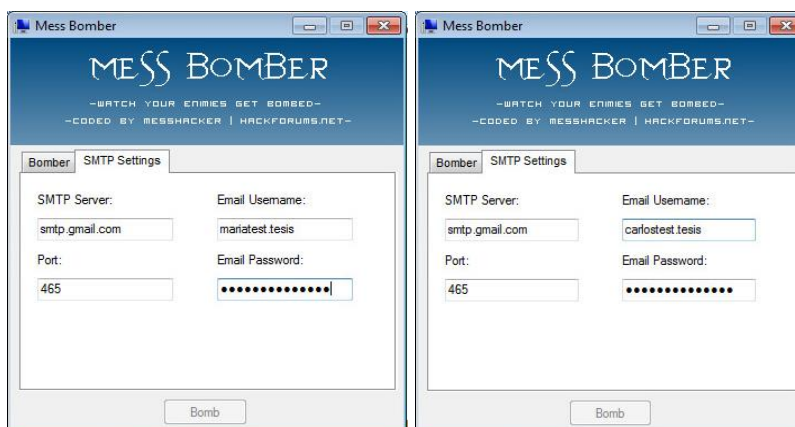 Mess Bomber
MESS BOMBER
-WATCH YOUR ENIMIES GET BOMBED-
-CODED BY MESSHACKER | HACKFORUMS.NET-
Bomber SMTP Settings
SMTP Server: Email Username:
smtp.gmail.com mariatest.tesis
Port: Email Password:
465 ●●●●●●●●●●●●●●
Bomb
Mess Bomber
MESS BOMBER
-WATCH YOUR ENIMIES GET BOMBED-
-CODED BY MESSHACKER | HACKFORUMS.NET-
Bomber SMTP Settings
SMTP Server: Email Username:
smtp.gmail.com carlostest.tesis
Port: Email Password:
465 ●●●●●●●●●●●●●●
Bomb